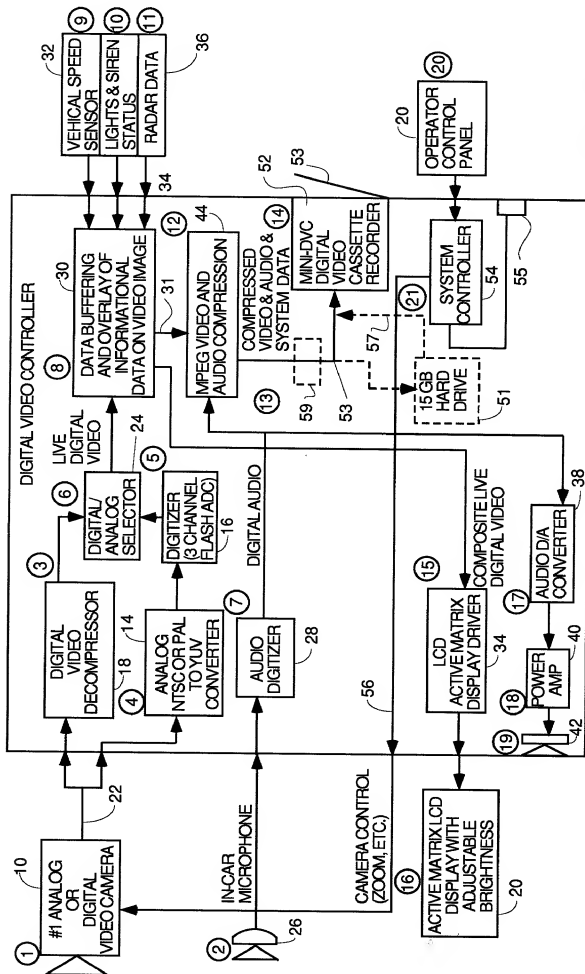 DIGITAL VIDEO CONTROLLER
1
10
#1 ANALOG
OR
DIGITAL
VIDEO CAMERA
22
2
26
IN-CAR
MICROPHONE
CAMERA CONTROL
(ZOOM, ETC.)
16
ACTIVE MATRIX LCD
DISPLAY WITH
ADJUSTABLE
BRIGHTNESS
20
3
DIGITAL
VIDEO
DECOMPRESSOR
18
4
14
ANALOG
NTSC OR PAL
TO YUV
CONVERTER
7
AUDIO
DIGITIZER
28
56
15
LCD
ACTIVE MATRIX
DISPLAY DRIVER
34
18
POWER
AMP
40
19
42
6
DIGITAL/
ANALOG
SELECTOR
24
5
DIGITIZER
(3 CHANNEL
FLASH ADC)
16
LIVE
DIGITAL
VIDEO
DIGITAL AUDIO
COMPOSITE LIVE
DIGITAL VIDEO
17
AUDIO D/A
CONVERTER
38
8
30
DATA BUFFERING
AND OVERLAY OF
INFORMATIONAL
DATA ON VIDEO IMAGE
31
12
MPEG VIDEO AND
AUDIO COMPRESSION
44
13
COMPRESSED
VIDEO & AUDIO &
SYSTEM DATA
59
53
57
15 GB
HARD DRIVE
51
14
MINI-DVC
DIGITAL
VIDEO
CASSETTE
RECORDER
52
53
21
SYSTEM
CONTROLLER
54
55
32
VEHICAL SPEED
SENSOR
9
LIGHTS & SIREN
STATUS
10
RADAR DATA
11
34
36
20
OPERATOR
CONTROL
PANEL
20